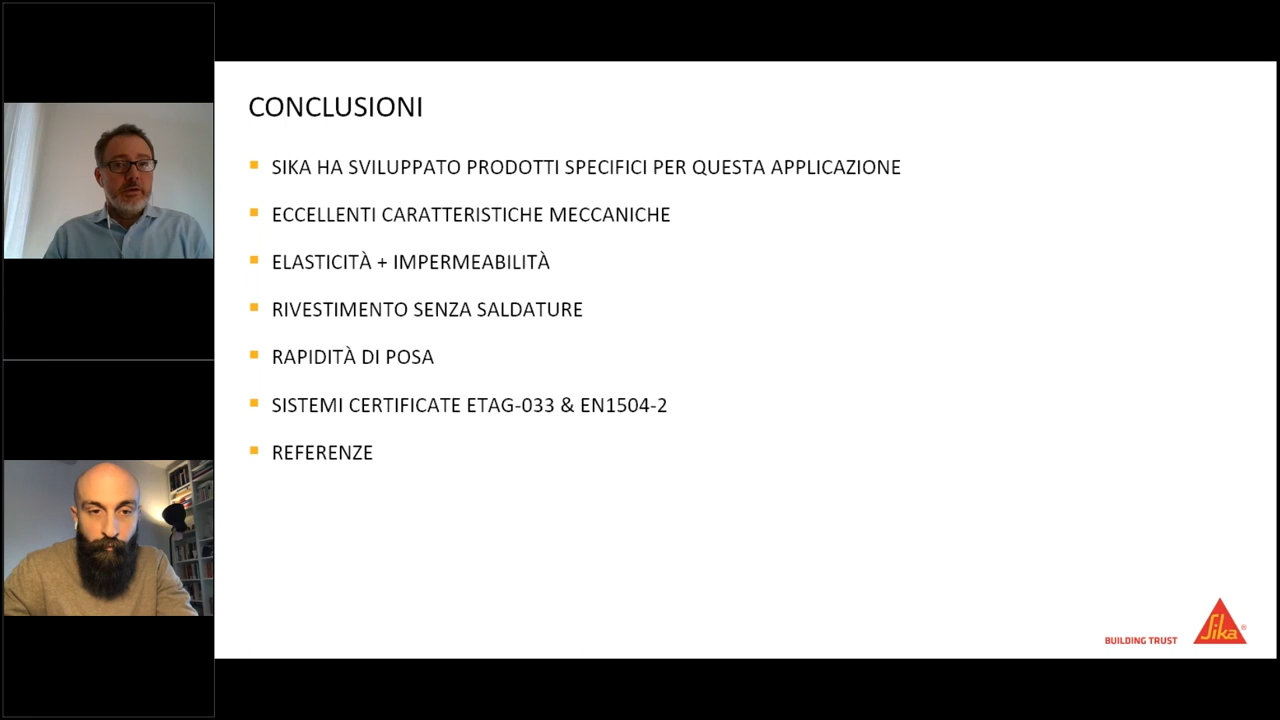 CONCLUSIONI
SIKA HA SVILUPPATO PRODOTTI SPECIFICI PER QUESTA APPLICAZIONE
ECCELLENTI CARATTERISTICHE MECCANICHE
ELASTICITÀ + IMPERMEABILITÀ
RIVESTIMENTO SENZA SALDATURE
RAPIDITÀ DI POSA
SISTEMI CERTIFICATE ETAG-033 & EN1504-2
REFERENZE
BUILDING TRUST
Sika®